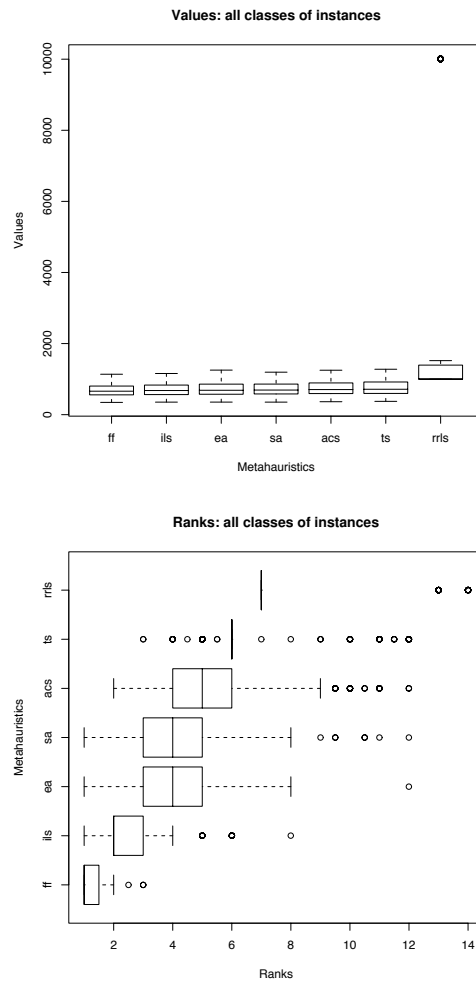 Values: all classes of instances
10000
8000
6000
4000
2000
0
Values
ff ils ea sa acs ts rrls
Metahauristics
Ranks: all classes of instances
rrls
ts
acs
sa
ea
ils
ff
Metahauristics
2 4 6 8 10 12 14
Ranks